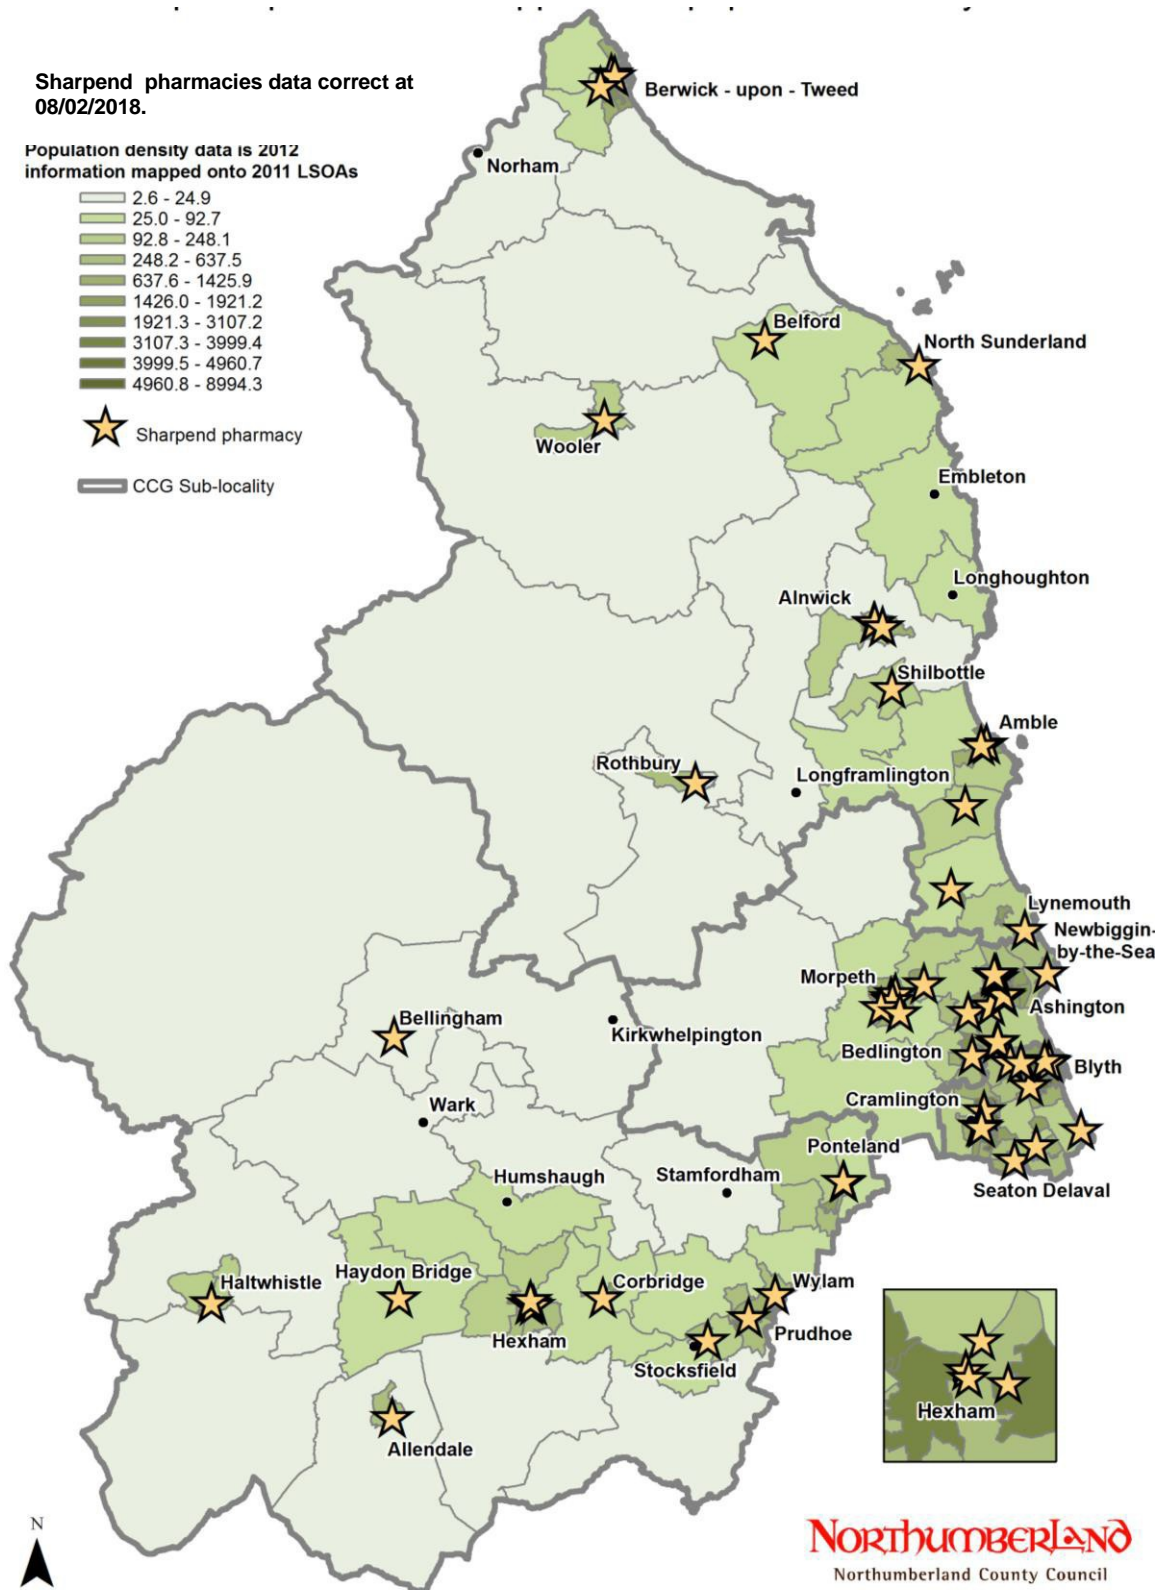 Sharpend pharmacies data correct at
08/02/2018.
Population density data is 2012
information mapped onto 2011 LSOAs
2.6 - 24.9
25.0 - 92.7
92.8 - 248.1
248.2 - 637.5
637.6 - 1425.9
1426.0 - 1921.2
1921.3 - 3107.2
3107.3 - 3999.4
3999.5 - 4960.7
4960.8 - 8994.3
Sharpend pharmacy
CCG Sub-locality
Berwick - upon - Tweed
Norham
Belford
North Sunderland
Wooler
Embleton
Longhoughton
Alnwick
Shilbottle
Amble
Rothbury
Longframlington
Lynemouth
Newbiggin-
by-the-Sea
Morpeth
Ashington
Bellingham
Kirkwhelpington
Bedlington
Blyth
Cramlington
Wark
Ponteland
Humshaugh
Stamfordham
Seaton Delaval
Haltwhistle
Haydon Bridge
Corbridge
Wylam
Prudhoe
Hexham
Stocksfield
Hexham
Allendale
N
Northumberland
Northumberland County Council